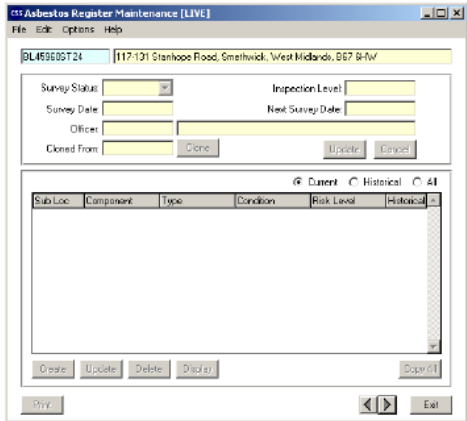 css Asbestos Register Maintenance [LIVE]
File Edit Options Help
117-131 Stanhope Road, Smethwick, West Midlands, B67 6HW
Survey Status: Inspection Level:
Survey Date: Next Survey Date:
Officer:
Cloned From: Clone Update Cancel
Current Historical All
Sub Loc Component Type Condition Risk Level Historical
Create Update Delete Display Copy All
Print Exit